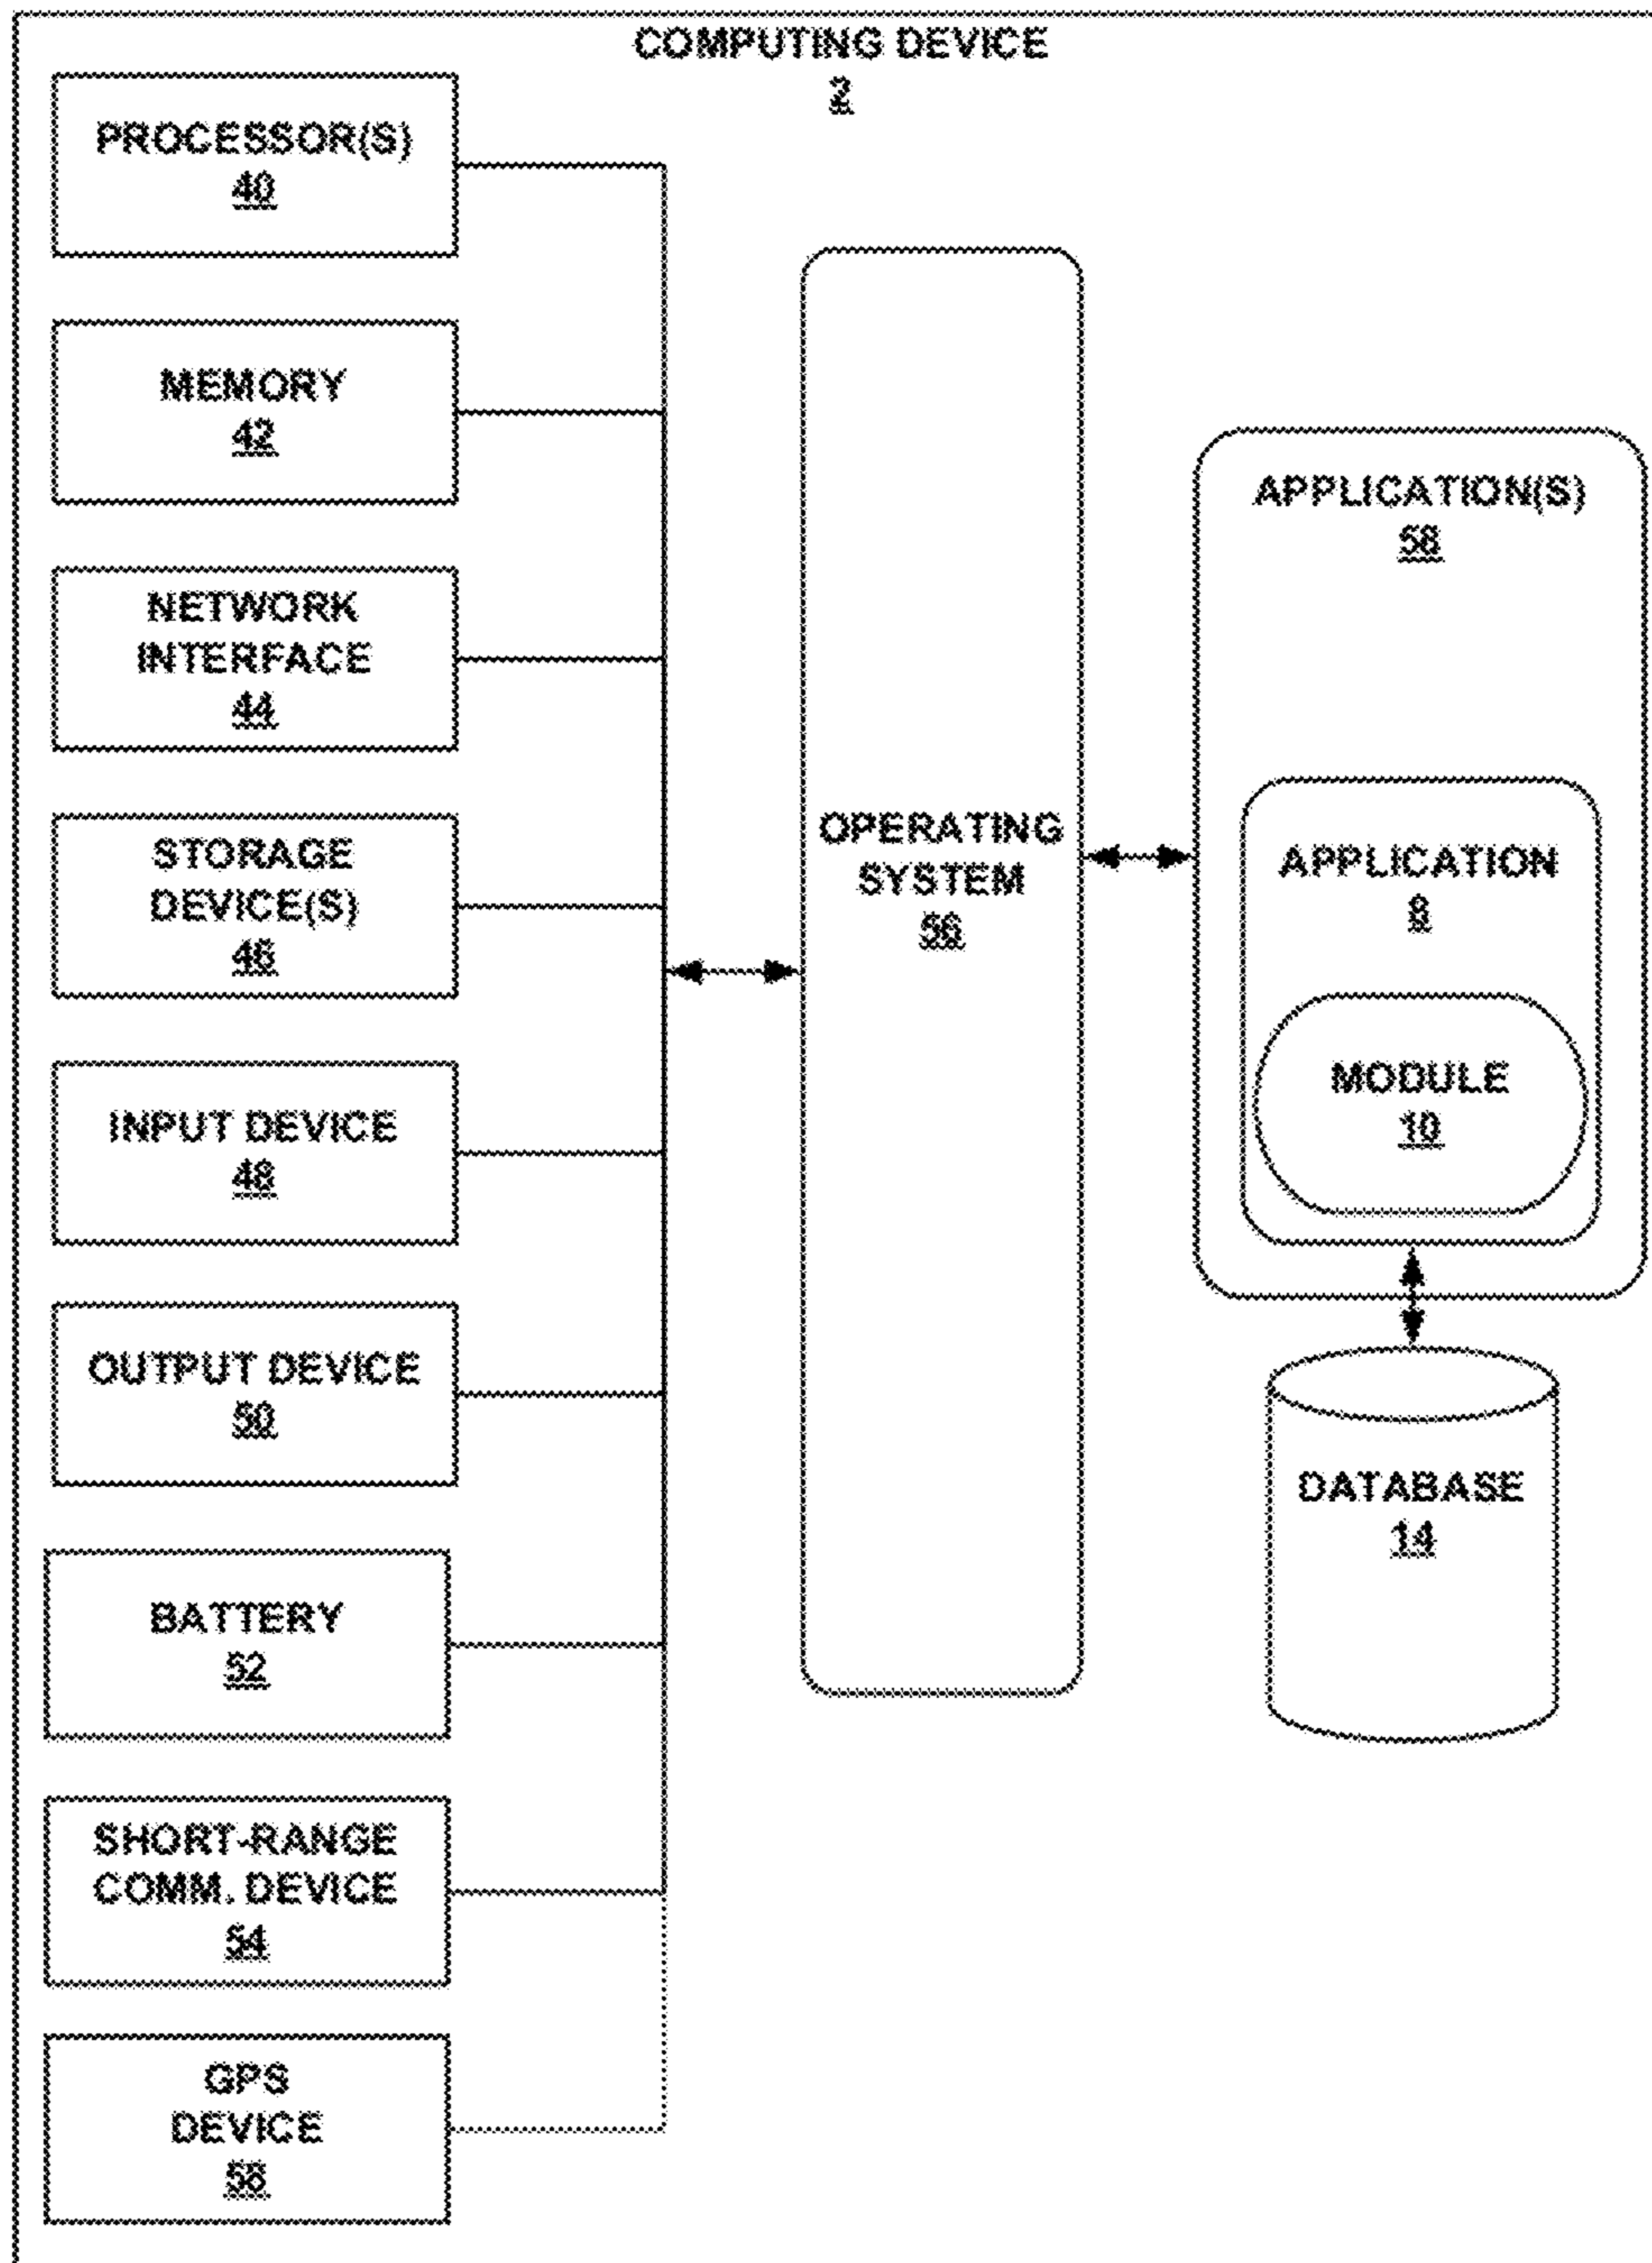 COMPUTING DEVICE
2
PROCESSOR(S)
40
MEMORY
42
NETWORK
INTERFACE
44
STORAGE
DEVICE(S)
46
INPUT DEVICE
48
OUTPUT DEVICE
50
BATTERY
52
SHORT-RANGE
COMM. DEVICE
54
GPS
DEVICE
58
OPERATING
SYSTEM
56
APPLICATION(S)
58
APPLICATION
8
MODULE
10
DATABASE
14